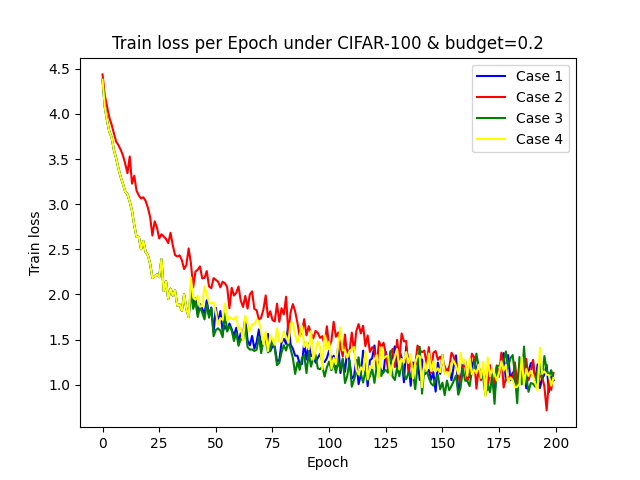 Train loss per Epoch under CIFAR-100 & budget=0.2
Case 1
Case 2
Case 3
Case 4
Train loss
4.5
4.0
3.5
3.0
2.5
2.0
1.5
1.0
0 25 50 75 100 125 150 175 200
Epoch